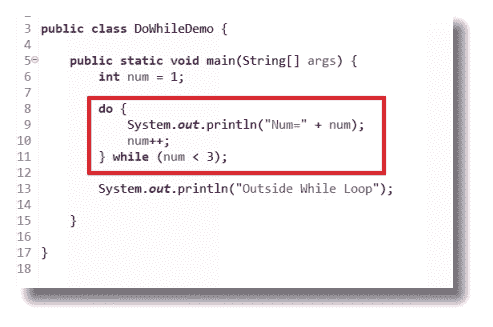 3 public class DoWhileDemo {
4
5 public static void main(String[] args) {
6 int num = 1;
7
8 do {
9 System.out.println("Num=" + num);
10 num++;
11 } while (num < 3);
12
13 System.out.println("Outside While Loop");
14
15 }
16
17 }
18